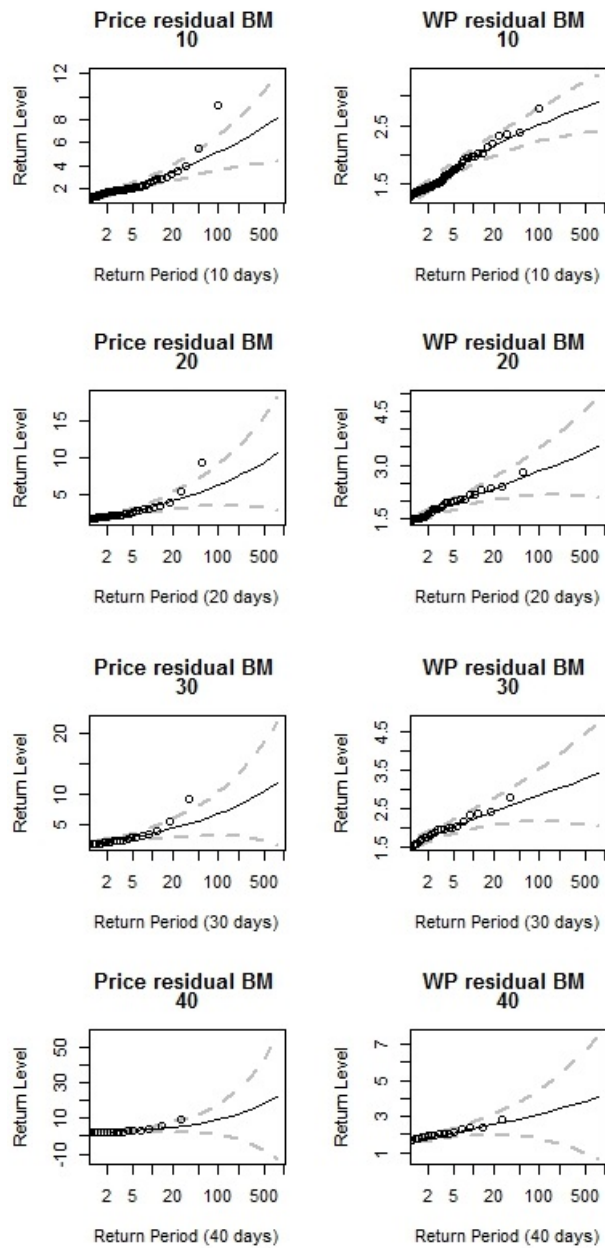 Price residual BM
10
Return Level
12
8
6
4
2
2 5 20 100 500
Return Period (10 days)
WP residual BM
10
Return Level
2.5
1.5
2 5 20 100 500
Return Period (10 days)
Price residual BM
20
Return Level
15
10
5
2 5 20 100 500
Return Period (20 days)
WP residual BM
20
Return Level
4.5
3.0
1.5
2 5 20 100 500
Return Period (20 days)
Price residual BM
30
Return Level
20
10
5
2 5 20 100 500
Return Period (30 days)
WP residual BM
30
Return Level
4.5
3.5
2.5
1.5
2 5 20 100 500
Return Period (30 days)
Price residual BM
40
Return Level
50
30
10
-10
2 5 20 100 500
Return Period (40 days)
WP residual BM
40
Return Level
7
5
3
1
2 5 20 100 500
Return Period (40 days)